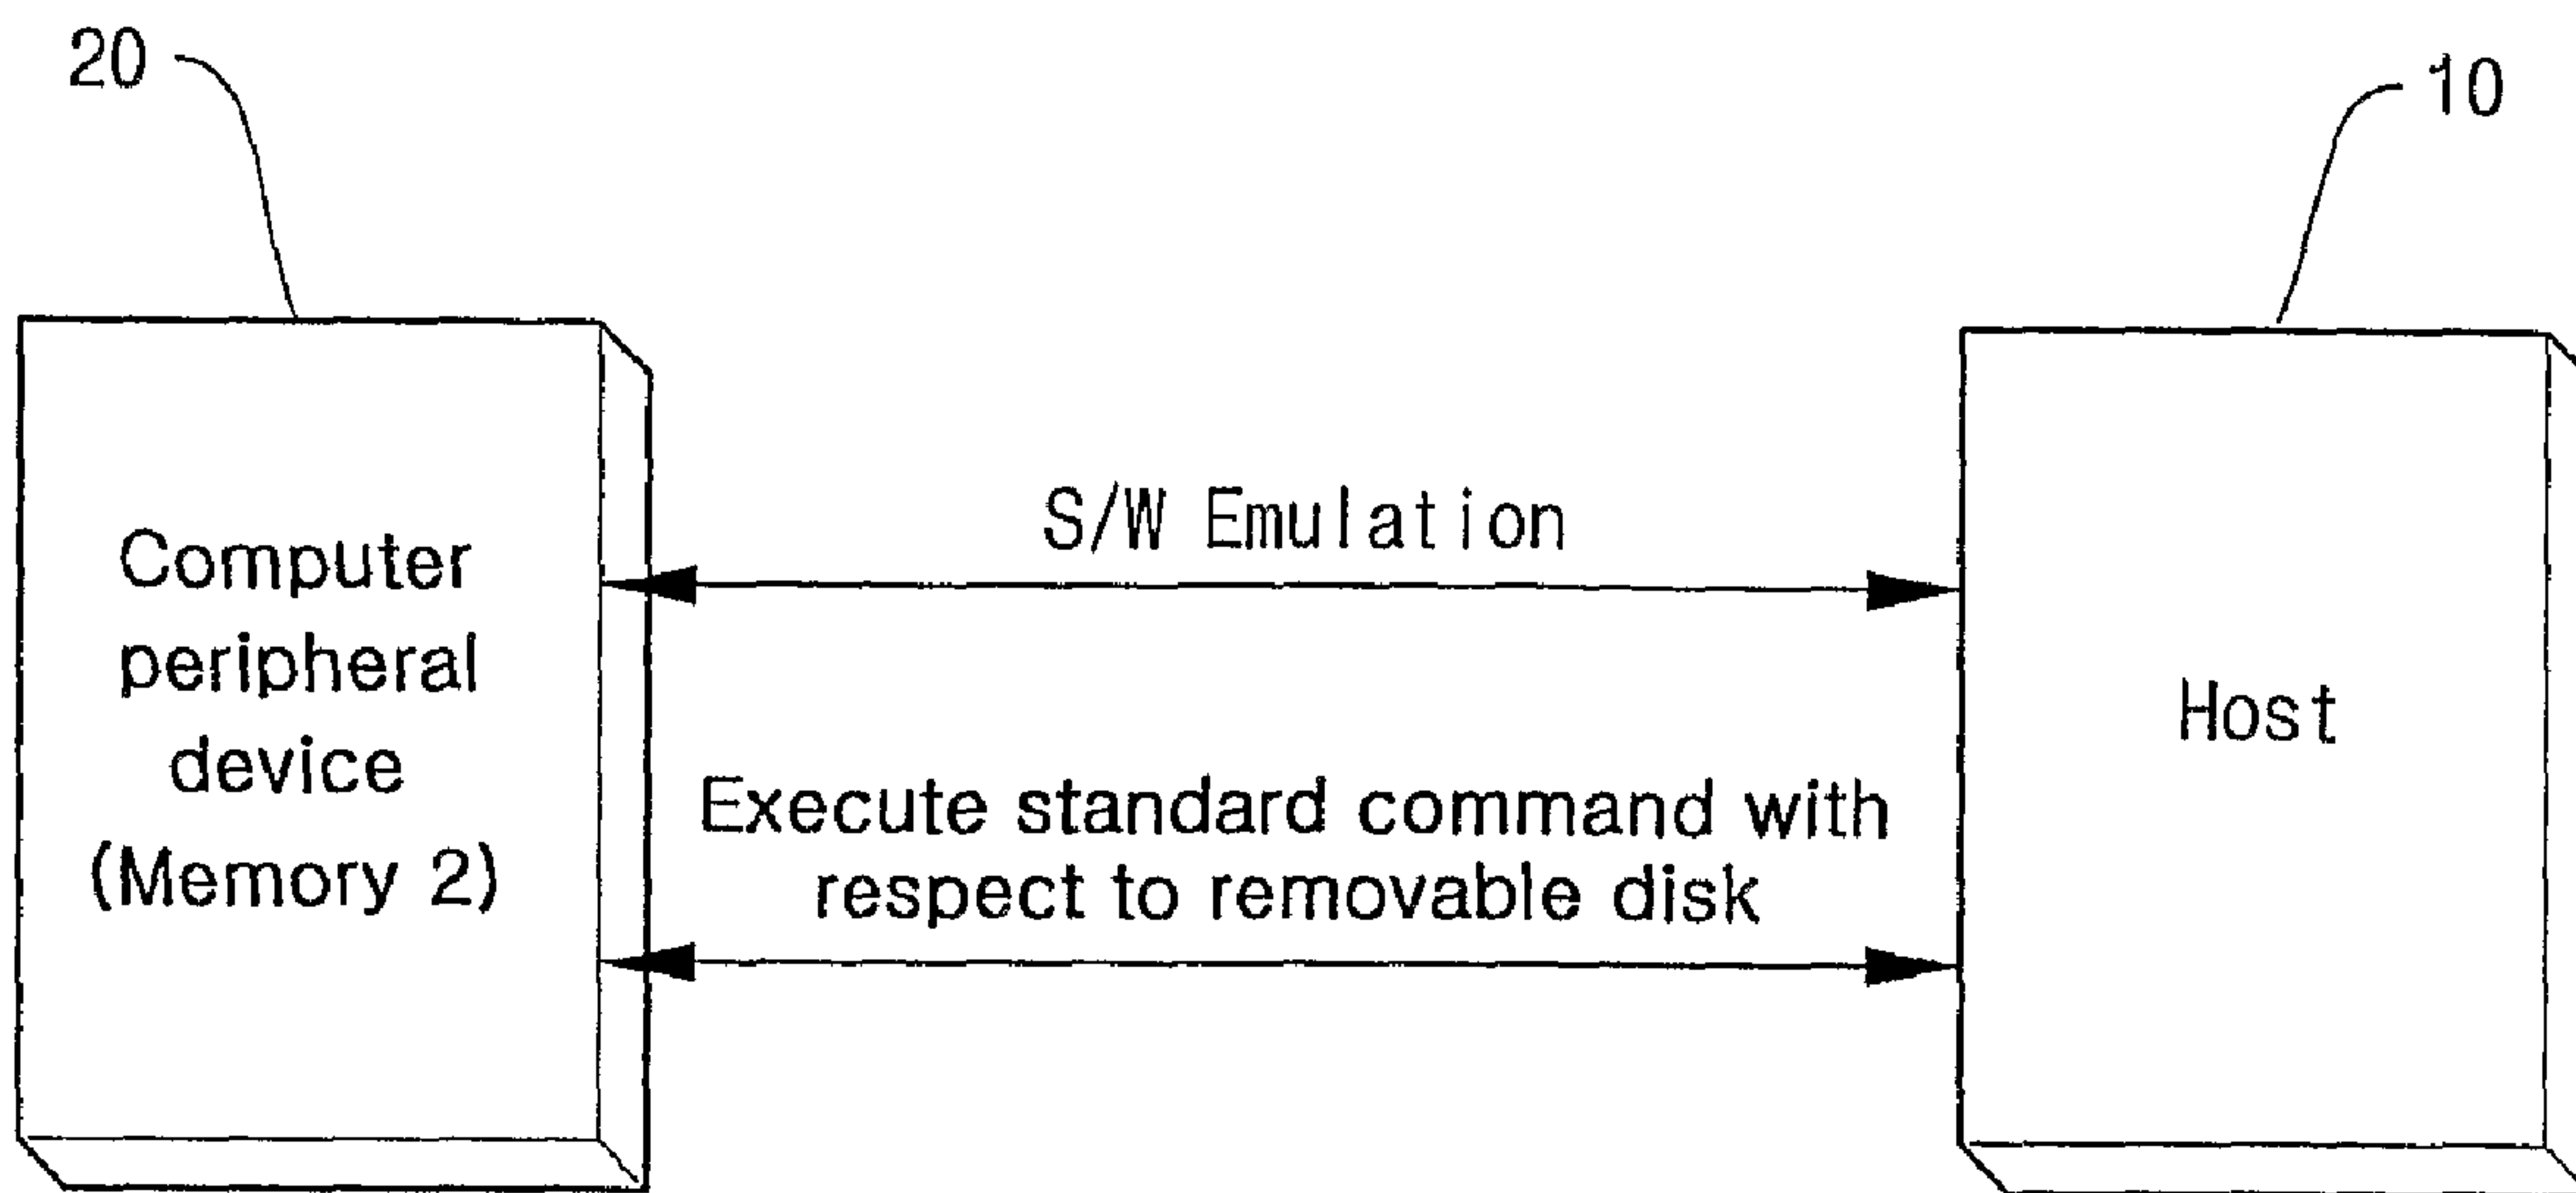 20
10
S/W Emulation
Computer
peripheral
device
(Memory 2)
Host
Execute standard command with
respect to removable disk